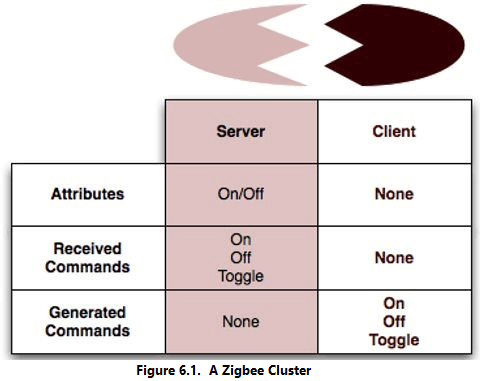 Server Client
Attributes On/Off None
Received
Commands
On
Off
Toggle
None
Generated
Commands
None
On
Off
Toggle
Figure 6.1. A Zigbee Cluster